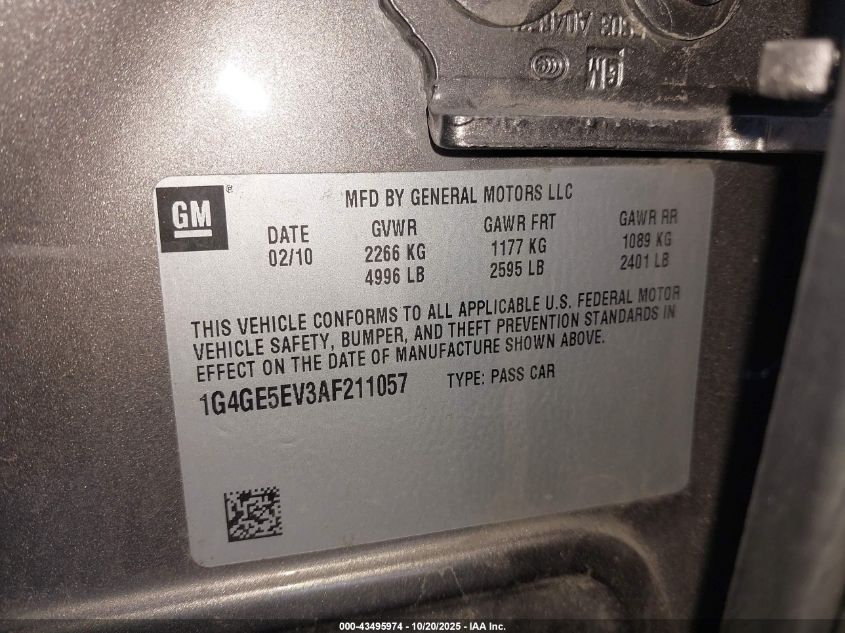 GM
GM ®
MFD BY GENERAL MOTORS LLC
DATE GVWR GAWR FRT GAWR RR
02/10 2266 KG 1177 KG 1089 KG
4996 LB 2595 LB 2401 LB
THIS VEHICLE CONFORMS TO ALL APPLICABLE U.S. FEDERAL MOTOR
VEHICLE SAFETY, BUMPER, AND THEFT PREVENTION STANDARDS IN
EFFECT ON THE DATE OF MANUFACTURE SHOWN ABOVE.
1G4GE5EV3AF211057 TYPE: PASS CAR
000-43495974 | 10/20/2025 - IAA Inc.